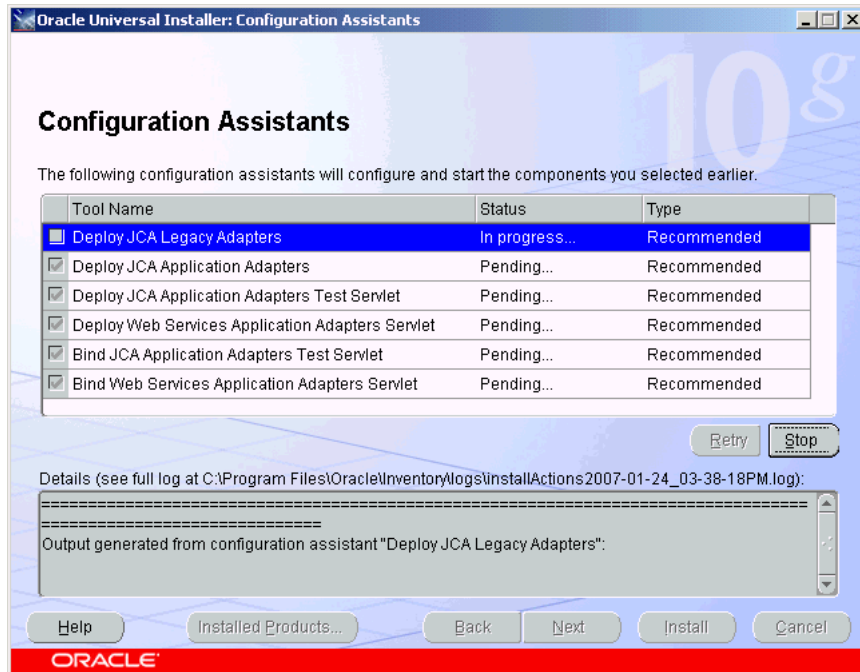 Oracle Universal Installer: Configuration Assistants
10g
Configuration Assistants
The following configuration assistants will configure and start the components you selected earlier.
Tool Name Status Type
Deploy JCA Legacy Adapters In progress... Recommended
Deploy JCA Application Adapters Pending... Recommended
Deploy JCA Application Adapters Test Servlet Pending... Recommended
Deploy Web Services Application Adapters Servlet Pending... Recommended
Bind JCA Application Adapters Test Servlet Pending... Recommended
Bind Web Services Application Adapters Servlet Pending... Recommended
Retry Stop
Details (see full log at C:\Program Files\Oracle\Inventory\logs\installActions2007-01-24_03-38-18PM.log):
Output generated from configuration assistant "Deploy JCA Legacy Adapters":
Help Installed Products... Back Next Install Cancel
ORACLE